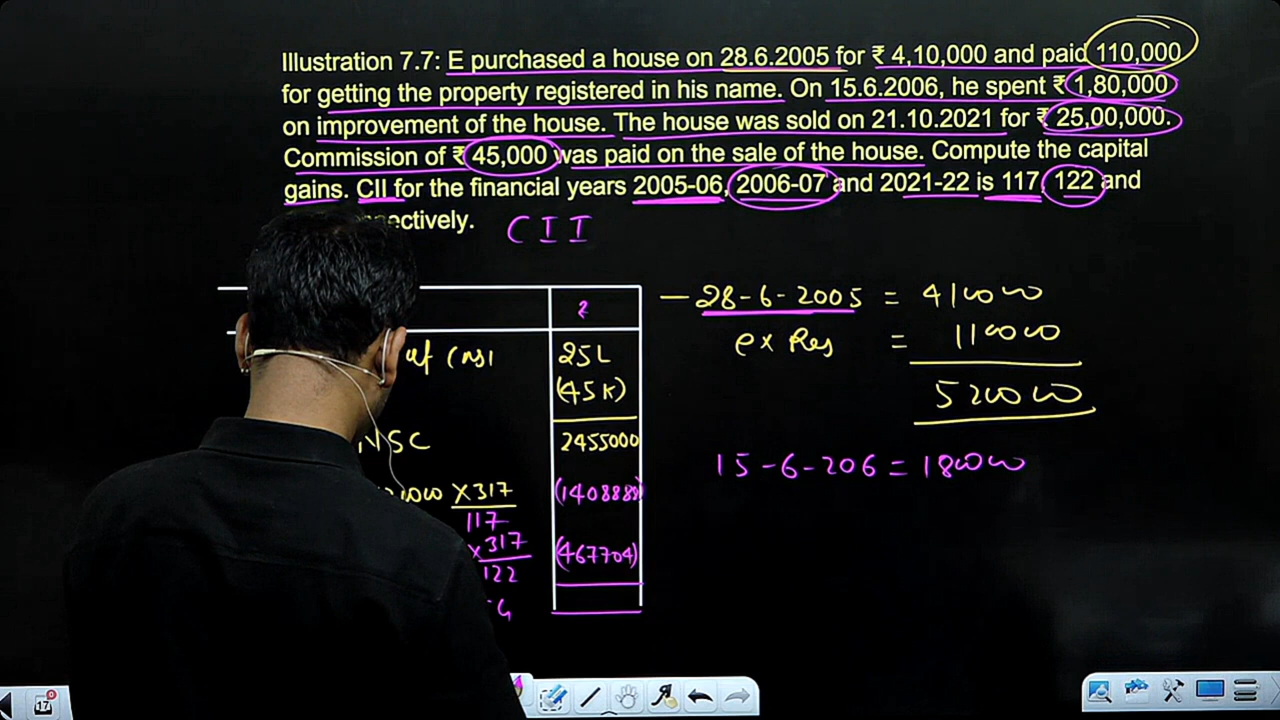 Illustration 7.7: E purchased a house on 28.6.2005 for ₹ 4,10,000 and paid 110,000
for getting the property registered in his name. On 15.6.2006, he spent ₹ 1,80,000
on improvement of the house. The house was sold on 21.10.2021 for ₹ 25,00,000.
Commission of ₹ 45,000 was paid on the sale of the house. Compute the capital
gains. CII for the financial years 2005-06, 2006-07 and 2021-22 is 117, 122 and
ectively.
CII
— 28-6-2005 = 410000
ex Res = 110000
520000
15-6-206 = 180000
₹
of 25L
(45K)
NSC 2455000
X317 (1408889)
117
x317 (467704)
122
17